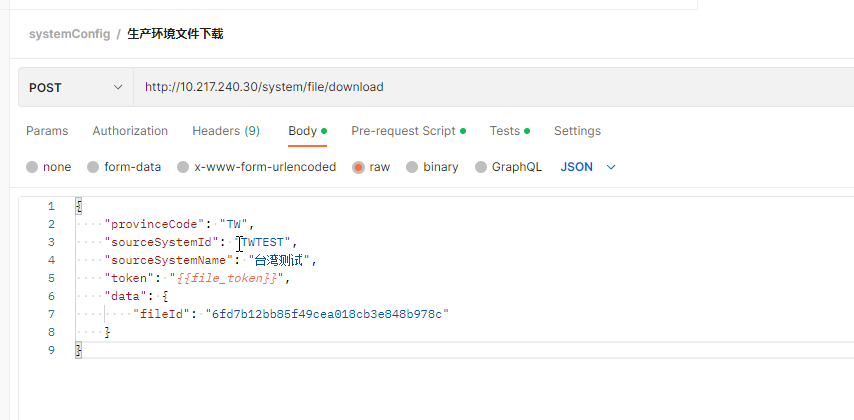 systemConfig / 生产环境文件下载
POST http://10.217.240.30/system/file/download
Params Authorization Headers (9) Body Pre-request Script Tests Settings
none form-data x-www-form-urlencoded raw binary GraphQL JSON
1 {
2 "provinceCode": "TW",
3 "sourceSystemId": "TWTEST",
4 "sourceSystemName": "台湾测试",
5 "token": "{{file_token}}",
6 "data": {
7 "fileId": "6fd7b12bb85f49cea018cb3e848b978c"
8 }
9 }